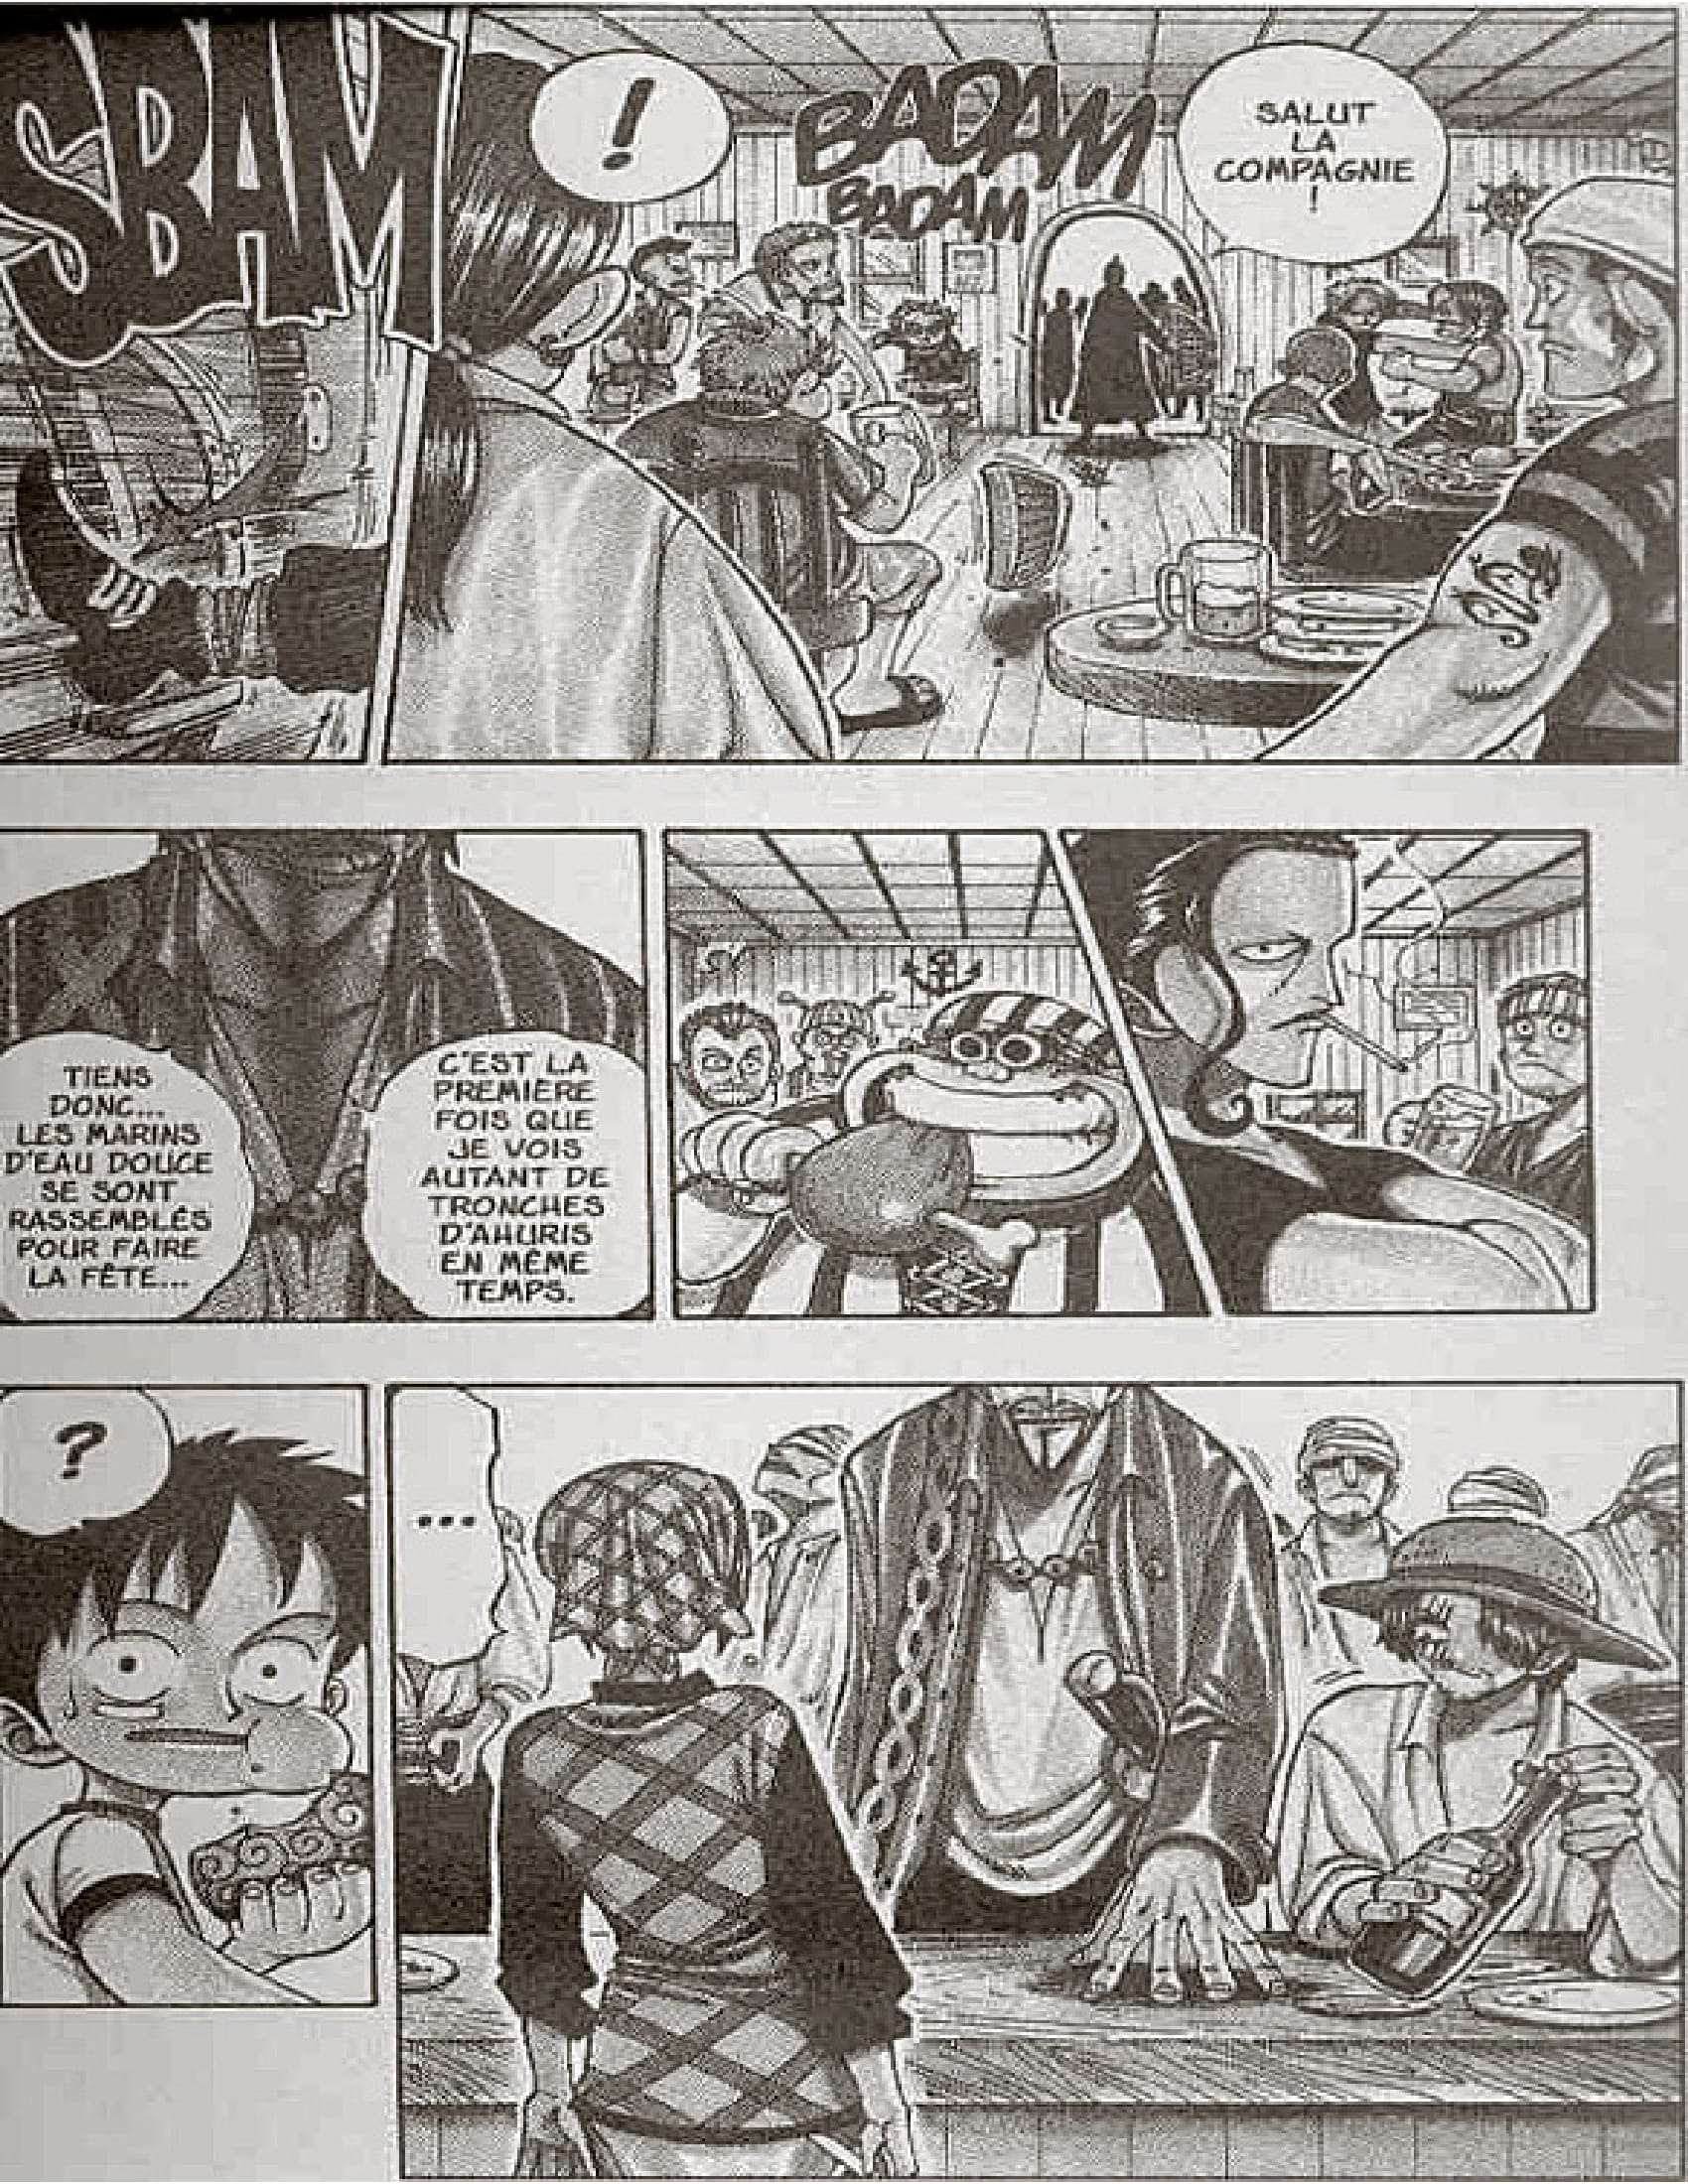 SALUT
LA
COMPAGNIE
!
BADAM
BADAM
!
SBAM
C'EST LA
PREMIÈRE
FOIS QUE
JE VOIS
AUTANT DE
TRONCHES
D'AHURIS
EN MÊME
TEMPS.
TIENS
DONC...
LES MARINS
D'EAU DOUCE
SE SONT
RASSEMBLÉS
POUR FAIRE
LA FÊTE...
...
?